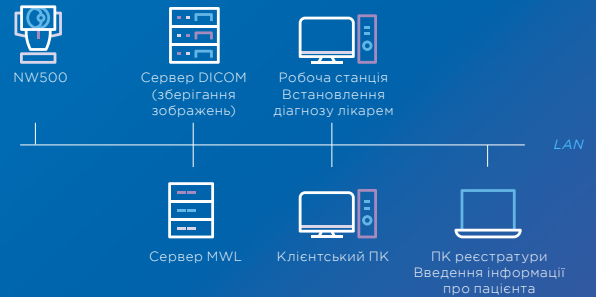 NW500
Сервер DICOM
(зберігання
зображень)
Робоча станція
Встановлення
діагнозу лікарем
LAN
Сервер MWL
Клієнтський ПК
ПК реєстратури
Введення інформації
про пацієнта